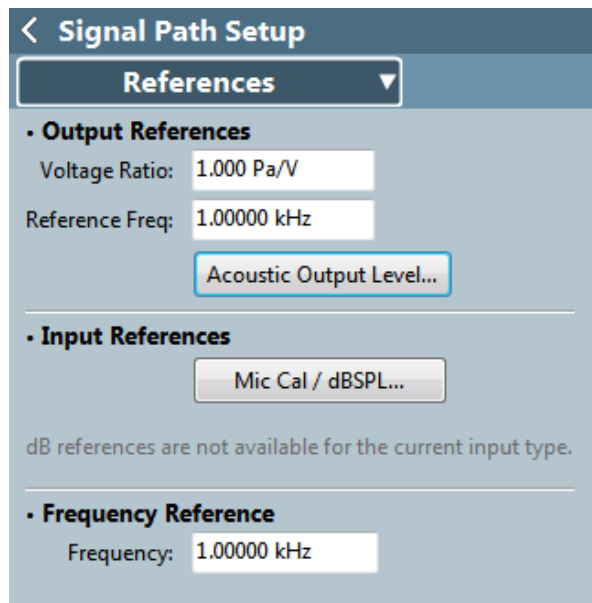 Signal Path Setup
References
• Output References
Voltage Ratio: 1.000 Pa/V
Reference Freq: 1.00000 kHz
Acoustic Output Level...
• Input References
Mic Cal / dBSPL...
dB references are not available for the current input type.
• Frequency Reference
Frequency: 1.00000 kHz